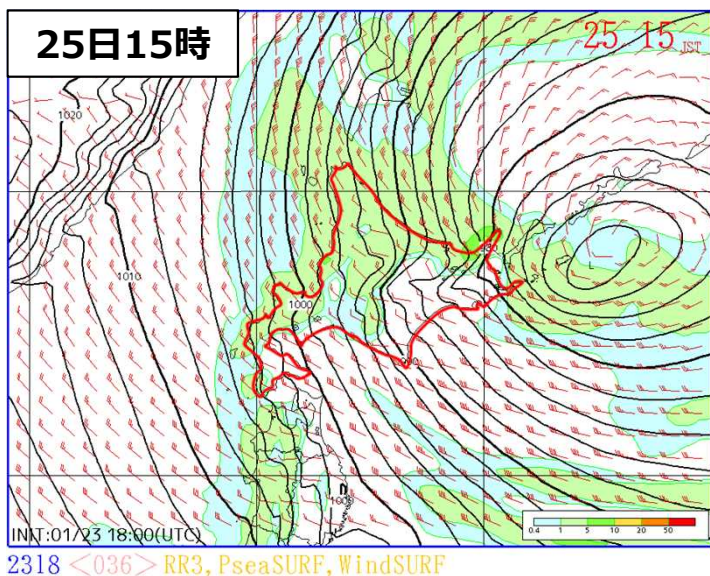 25日15時
25 15 JST
1020
1010
1000
L
INIT:01/23 18:00(UTC)
0.4 1 5 10 20 50
2318 <036> RR3, PseaSURF, WindSURF